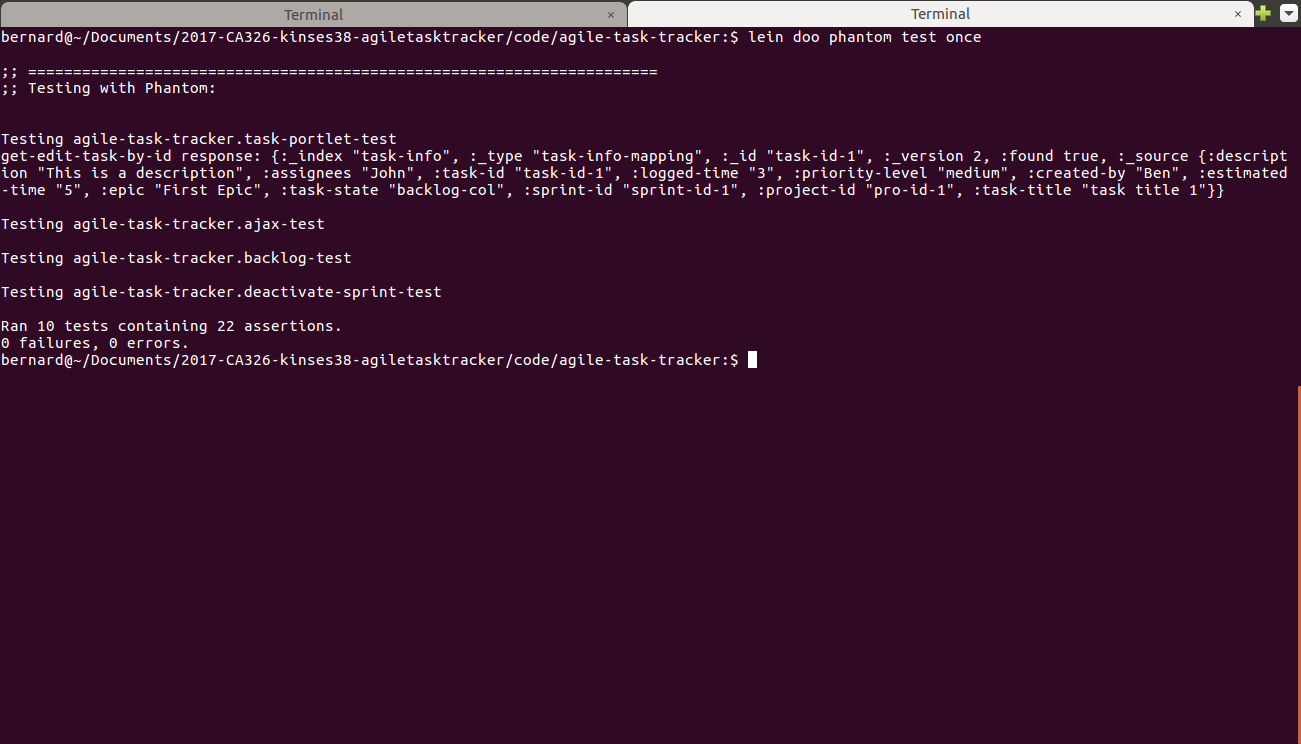 Terminal × Terminal ×
bernard@~/Documents/2017-CA326-kinses38-agiletasktracker/code/agile-task-tracker:$ lein doo phantom test once
;; ======================================================================
;; Testing with Phantom:
Testing agile-task-tracker.task-portlet-test
get-edit-task-by-id response: {:_index "task-info", :_type "task-info-mapping", :_id "task-id-1", :_version 2, :found true, :_source {:descript
ion "This is a description", :assignees "John", :task-id "task-id-1", :logged-time "3", :priority-level "medium", :created-by "Ben", :estimated
-time "5", :epic "First Epic", :task-state "backlog-col", :sprint-id "sprint-id-1", :project-id "pro-id-1", :task-title "task title 1"}}
Testing agile-task-tracker.ajax-test
Testing agile-task-tracker.backlog-test
Testing agile-task-tracker.deactivate-sprint-test
Ran 10 tests containing 22 assertions.
0 failures, 0 errors.
bernard@~/Documents/2017-CA326-kinses38-agiletasktracker/code/agile-task-tracker:$